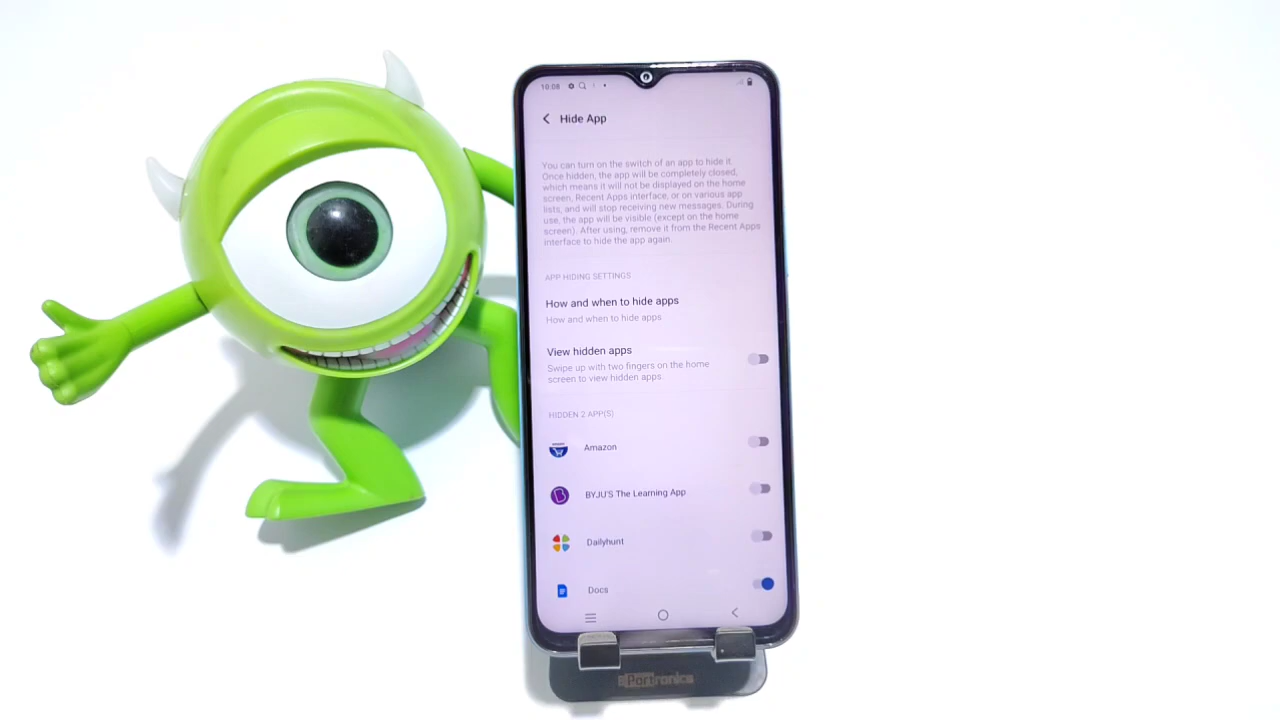 10:08
Hide App
You can turn on the switch of an app to hide it.
Once hidden, the app will be completely closed,
which means it will not be displayed on the home
screen, Recent Apps interface, or on various app
lists, and will stop receiving new messages. During
use, the app will be visible (except on the home
screen). After using, remove it from the Recent Apps
interface to hide the app again.
APP HIDING SETTINGS
How and when to hide apps
How and when to hide apps
View hidden apps
Swipe up with two fingers on the home
screen to view hidden apps.
HIDDEN 2 APP(S)
Amazon
BYJU'S The Learning App
Dailyhunt
Docs
Portronics